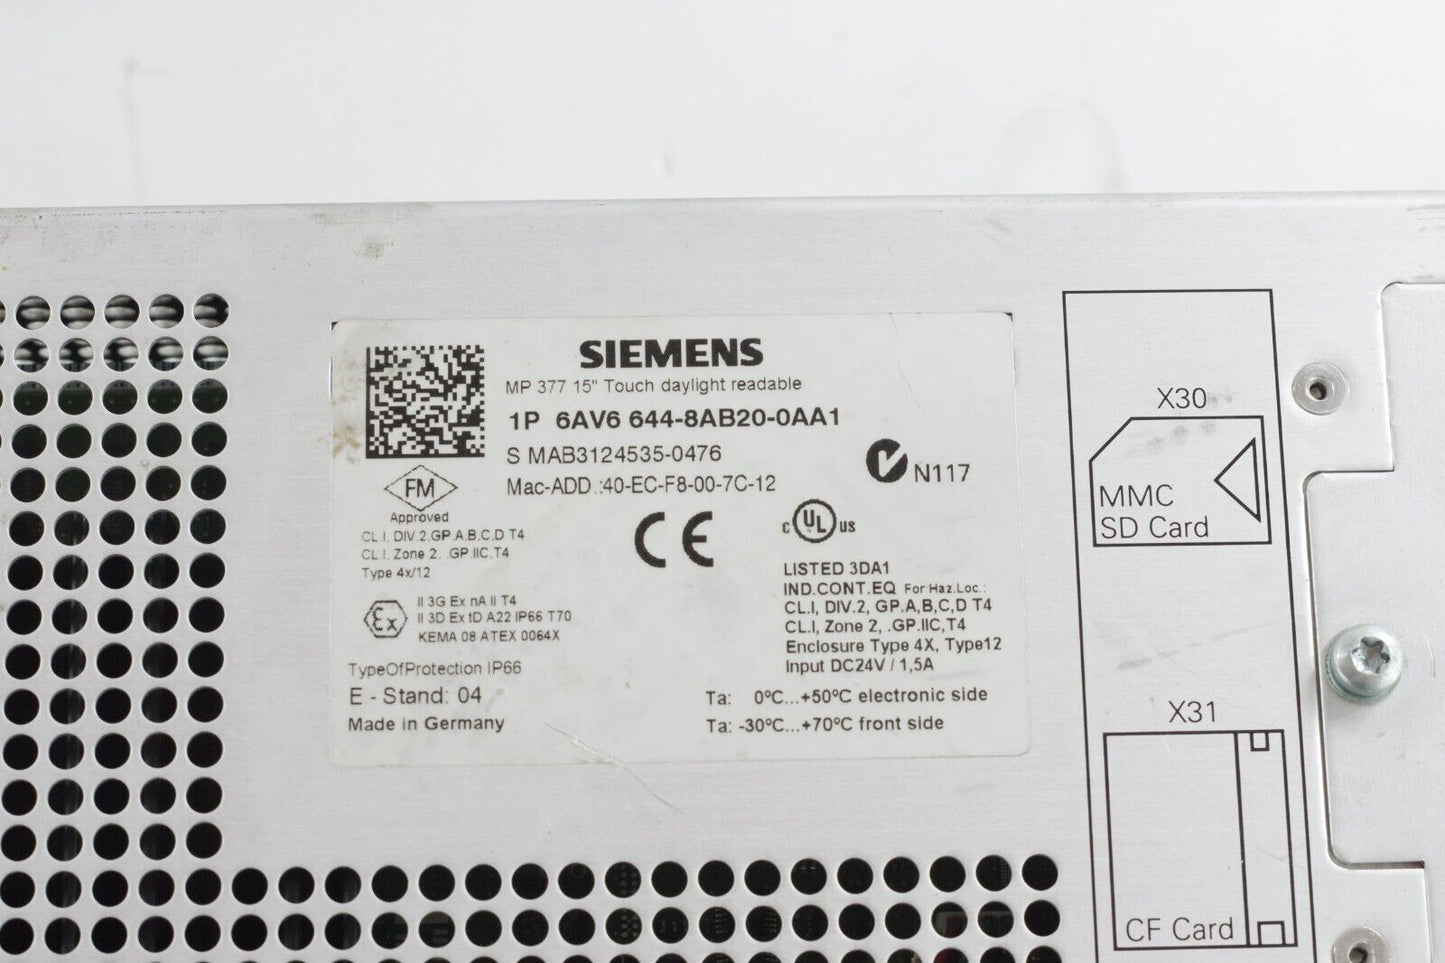 SIEMENS
MP 377 15" Touch daylight readable
1P 6AV6 644-8AB20-0AA1
S MAB3124535-0476
Mac-ADD.:40-EC-F8-00-7C-12
N117
FM
Approved
CL.I, DIV.2,GP.A,B,C,D T4
CL.I, Zone 2, .GP.IIC,T4
Type 4x/12
CE
C UL US
LISTED 3DA1
IND.CONT.EQ For Haz.Loc.:
CL.I, DIV.2, GP.A,B,C,D T4
CL.I, Zone 2, .GP.IIC,T4
Enclosure Type 4X, Type12
Input DC24V / 1,5A
Ex
II 3G Ex nA II T4
II 3D Ex tD A22 IP66 T70
KEMA 08 ATEX 0064X
TypeOfProtection IP66
E - Stand: 04
Made in Germany
Ta: 0ºC...+50ºC electronic side
Ta: -30ºC...+70ºC front side
X30
MMC
SD Card
X31
CF Card